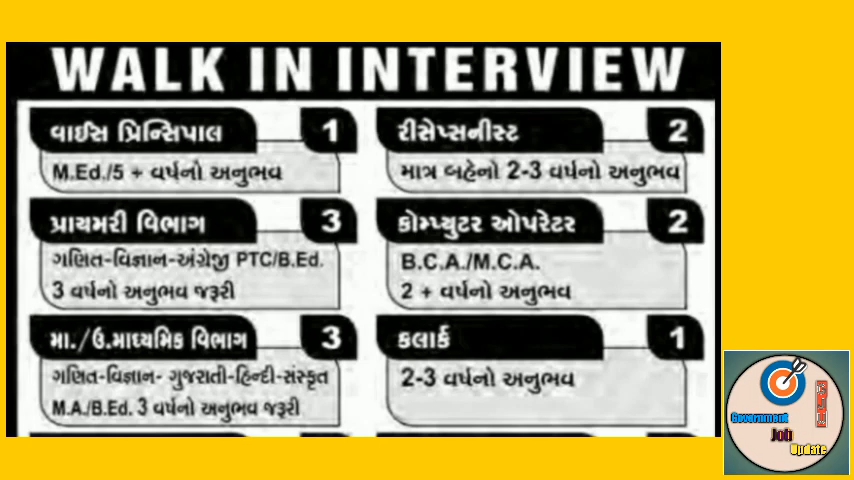 WALK IN INTERVIEW
વાઈસ પ્રિન્સિપાલ 1
M.Ed./5 + વર્ષનો અનુભવ
પ્રાયમરી વિભાગ 3
ગણિત-વિજ્ઞાન-અંગ્રેજી PTC/B.Ed.
3 વર્ષનો અનુભવ જરૂરી
મા./ઉ.માધ્યમિક વિભાગ 3
ગણિત-વિજ્ઞાન- ગુજરાતી-હિન્દી-સંસ્કૃત
M.A./B.Ed. 3 વર્ષનો અનુભવ જરૂરી
રીસેપ્સનીસ્ટ 2
માત્ર બહેનો 2-3 વર્ષનો અનુભવ
કોમ્પ્યુટર ઓપરેટર 2
B.C.A./M.C.A.
2 + વર્ષનો અનુભવ
કલાર્ક 1
2-3 વર્ષનો અનુભવ
Government
Job
Update